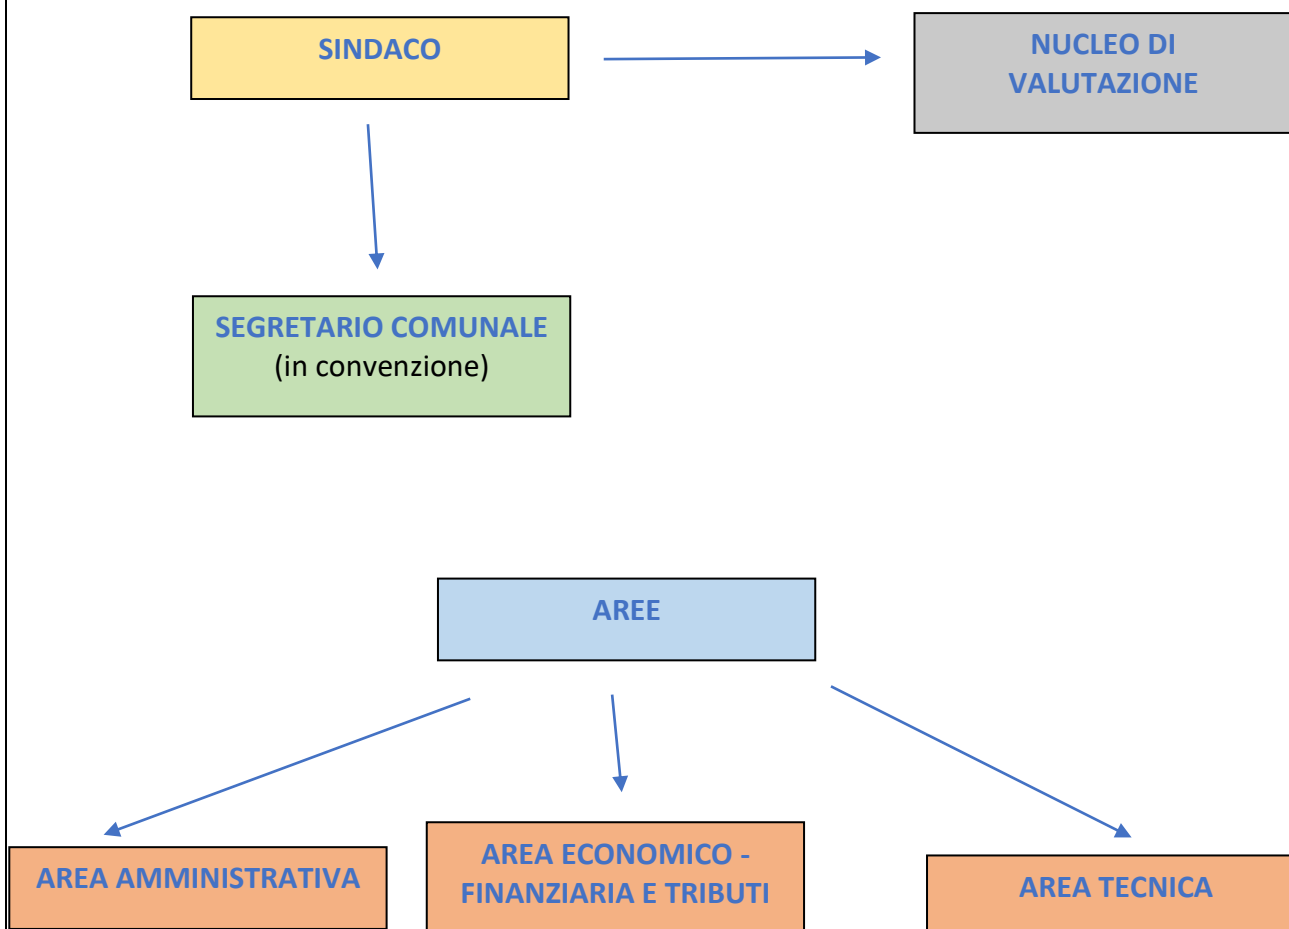 SINDACO
NUCLEO DI
VALUTAZIONE
SEGRETARIO COMUNALE
(in convenzione)
AREE
AREA AMMINISTRATIVA
AREA ECONOMICO -
FINANZIARIA E TRIBUTI
AREA TECNICA